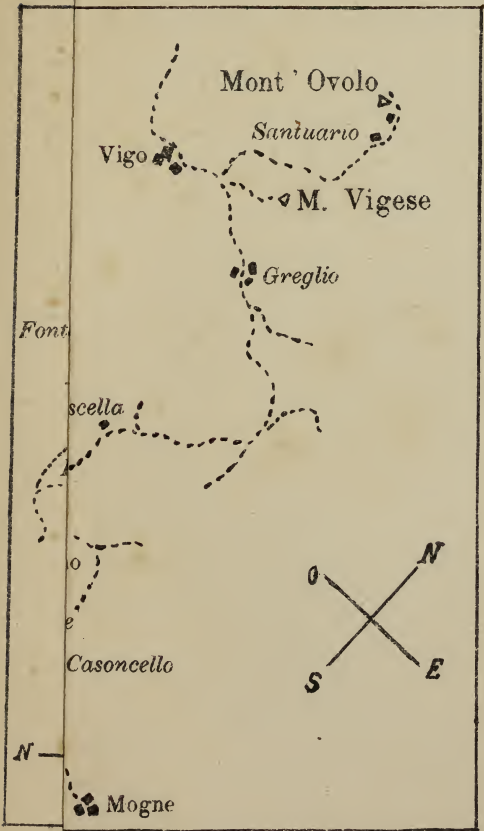 Mont' Ovolo
Santuario
Vigo
M. Vigese
Greglio
Font
scella
N
O
o
e
S
E
Casoncello
N
Mogne